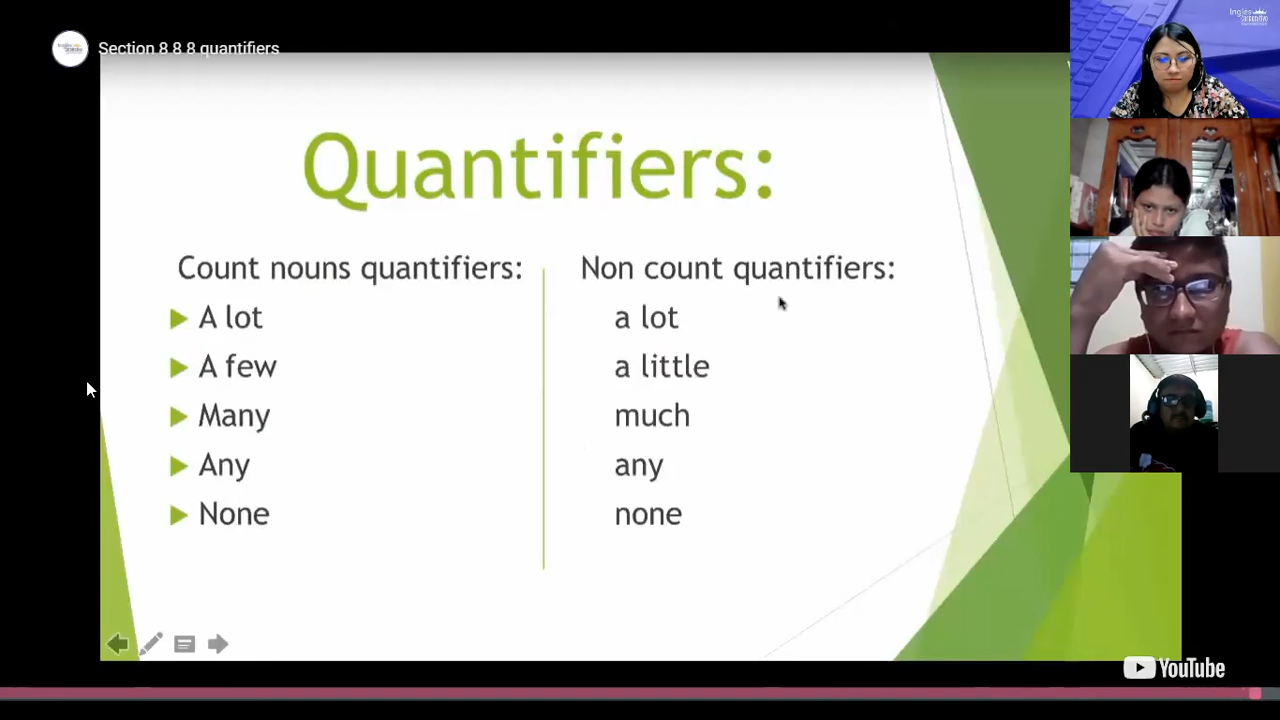 Section 8 8 8 quantifiers
Quantifiers:
Count nouns quantifiers:
A lot
A few
Many
Any
None
Non count quantifiers:
a lot
a little
much
any
none
YouTube
Inglés